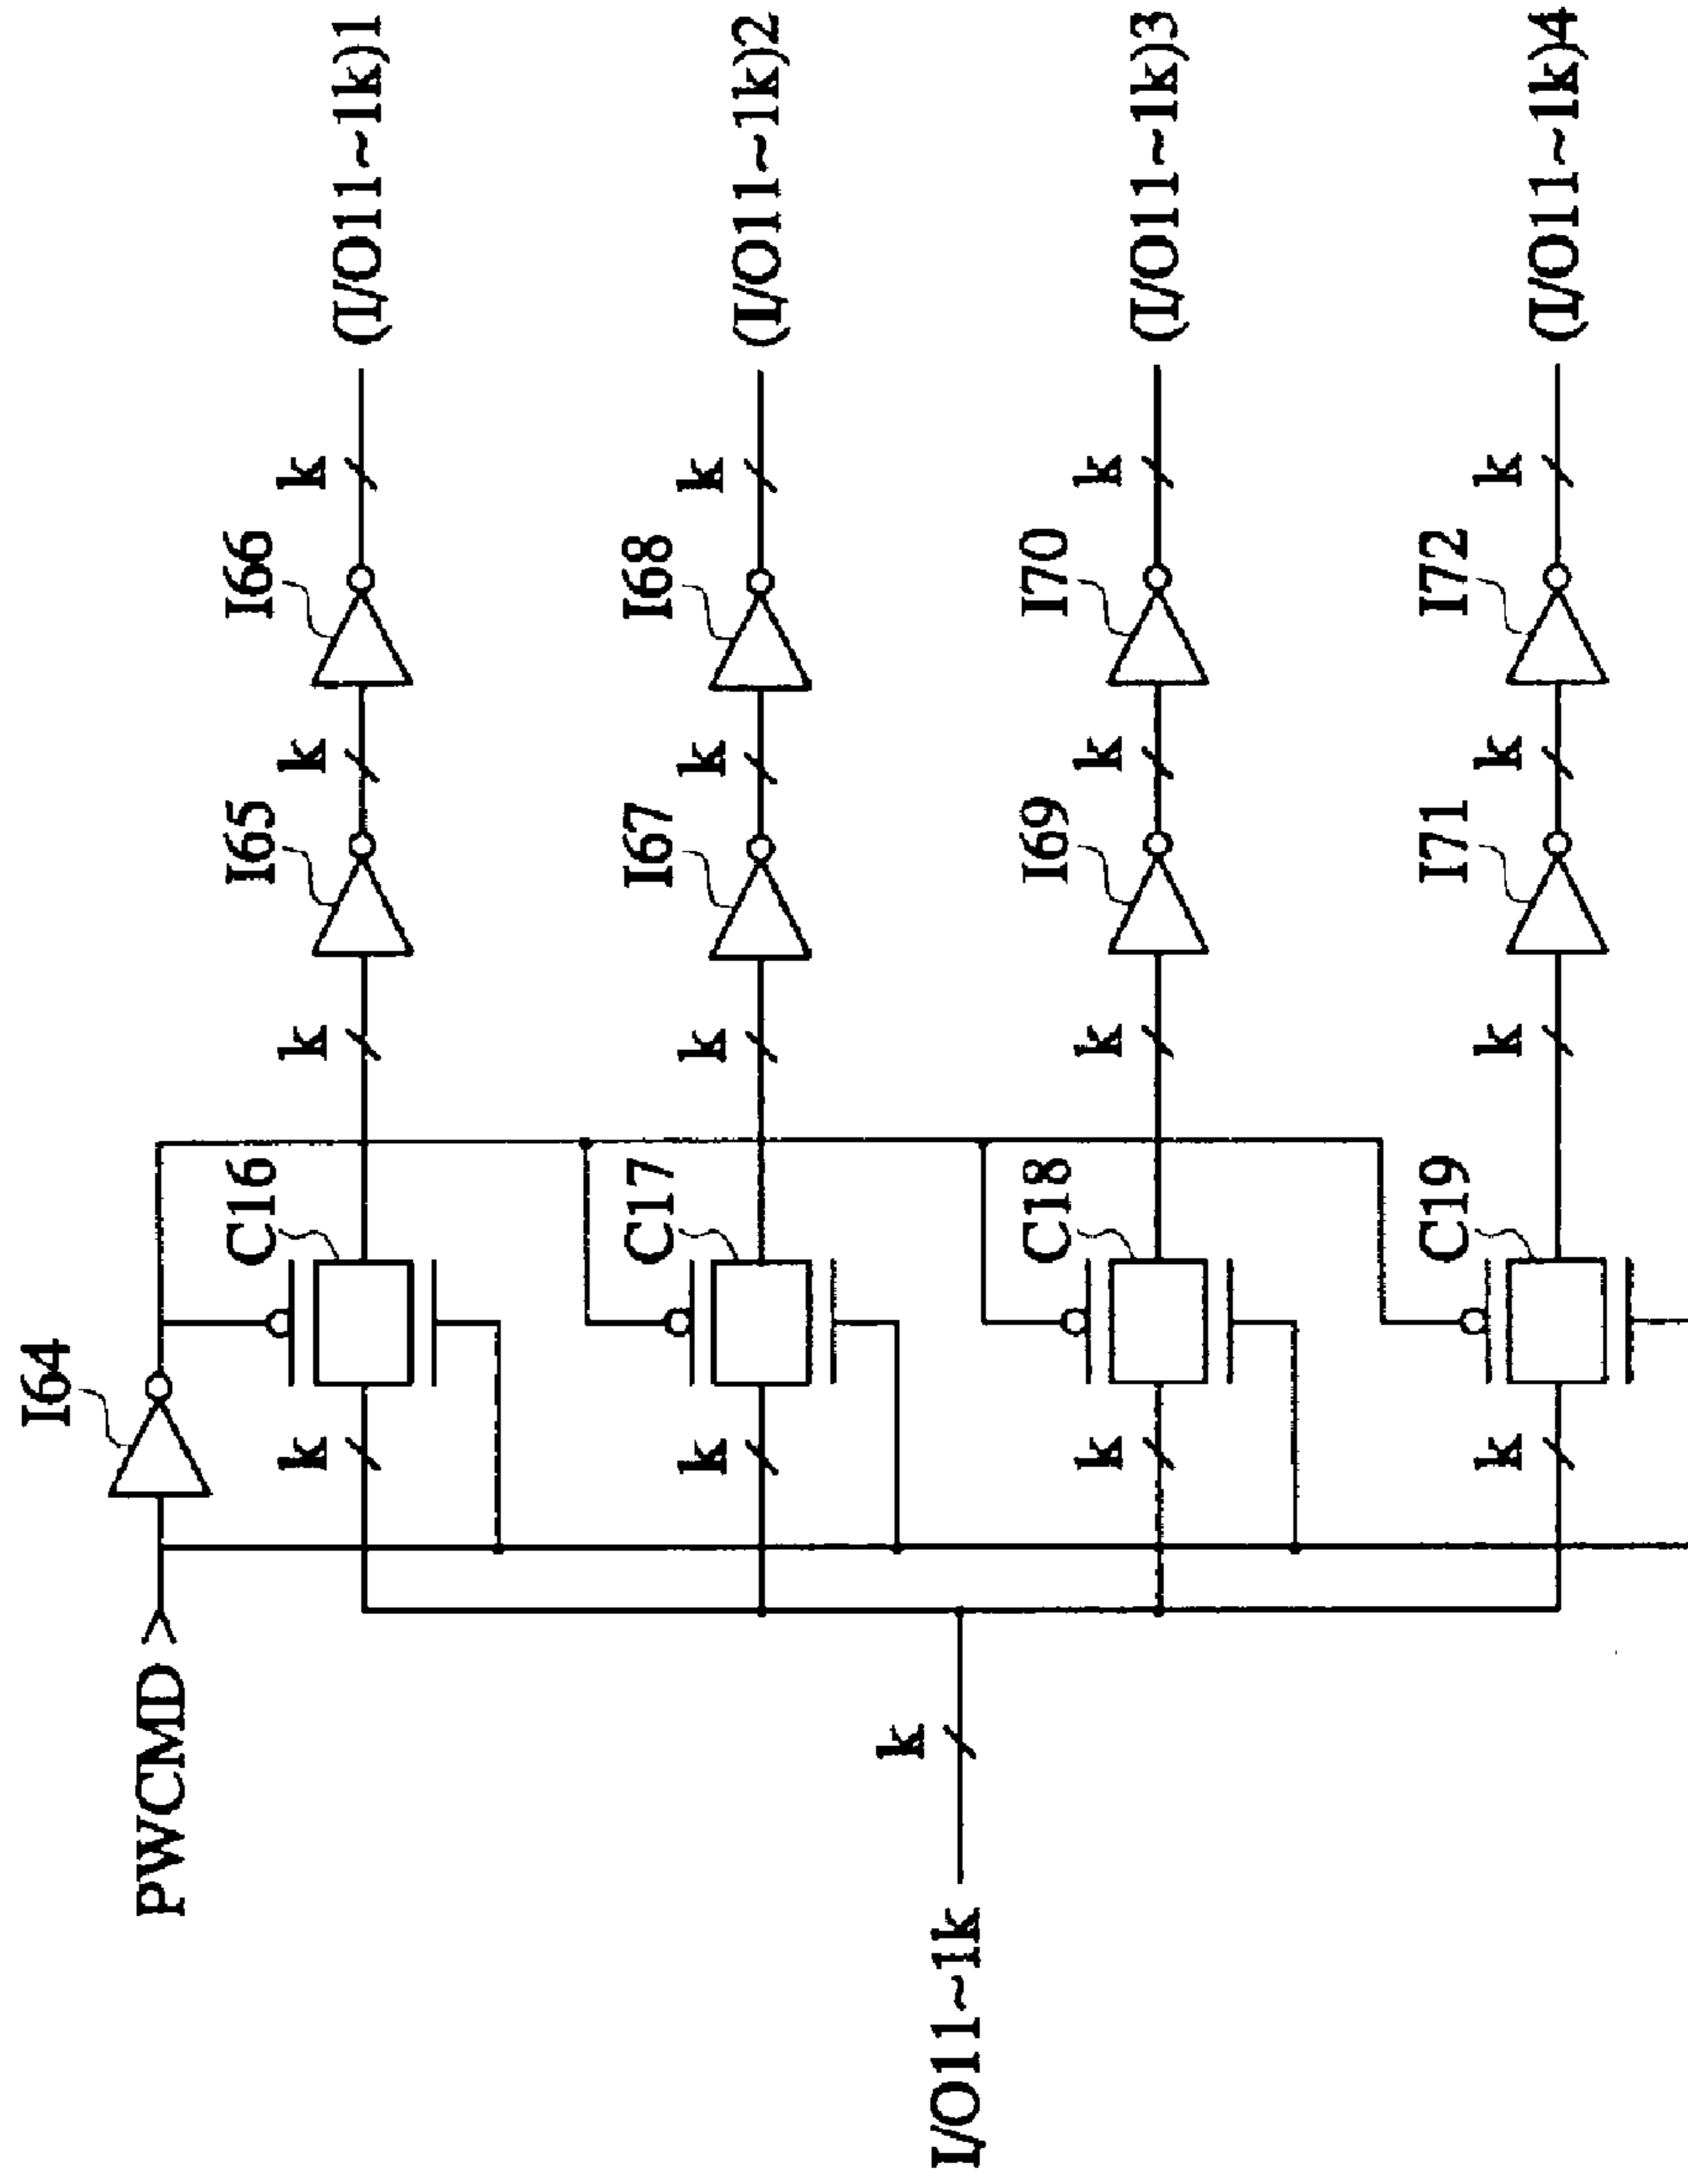 I64
PWCMD
C16
k
k
I65
k
I66
k
(I/O11~1k)1
C17
k
k
I67
k
I68
k
(I/O11~1k)2
I/O11~1k
k
C18
k
k
I69
k
I70
k
(I/O11~1k)3
C19
k
k
I71
k
I72
k
(I/O11~1k)4